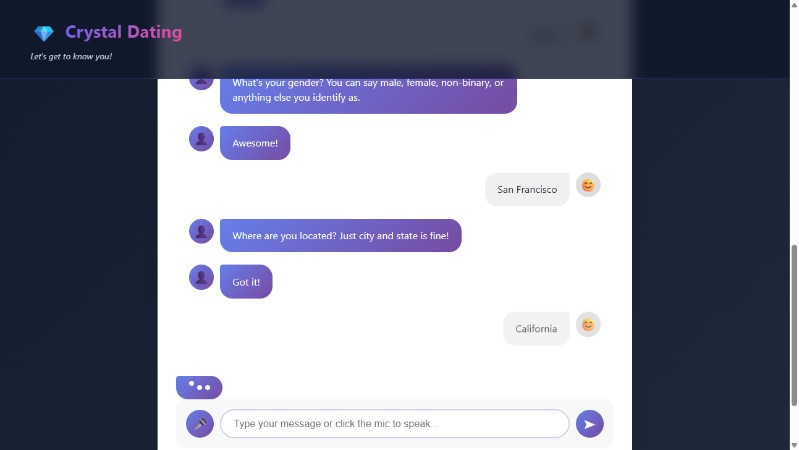 Crystal Dating
Let's get to know you!
What's your gender? You can say male, female, non-binary, or
anything else you identify as.
Awesome!
San Francisco
Where are you located? Just city and state is fine!
Got it!
California
Type your message or click the mic to speak...